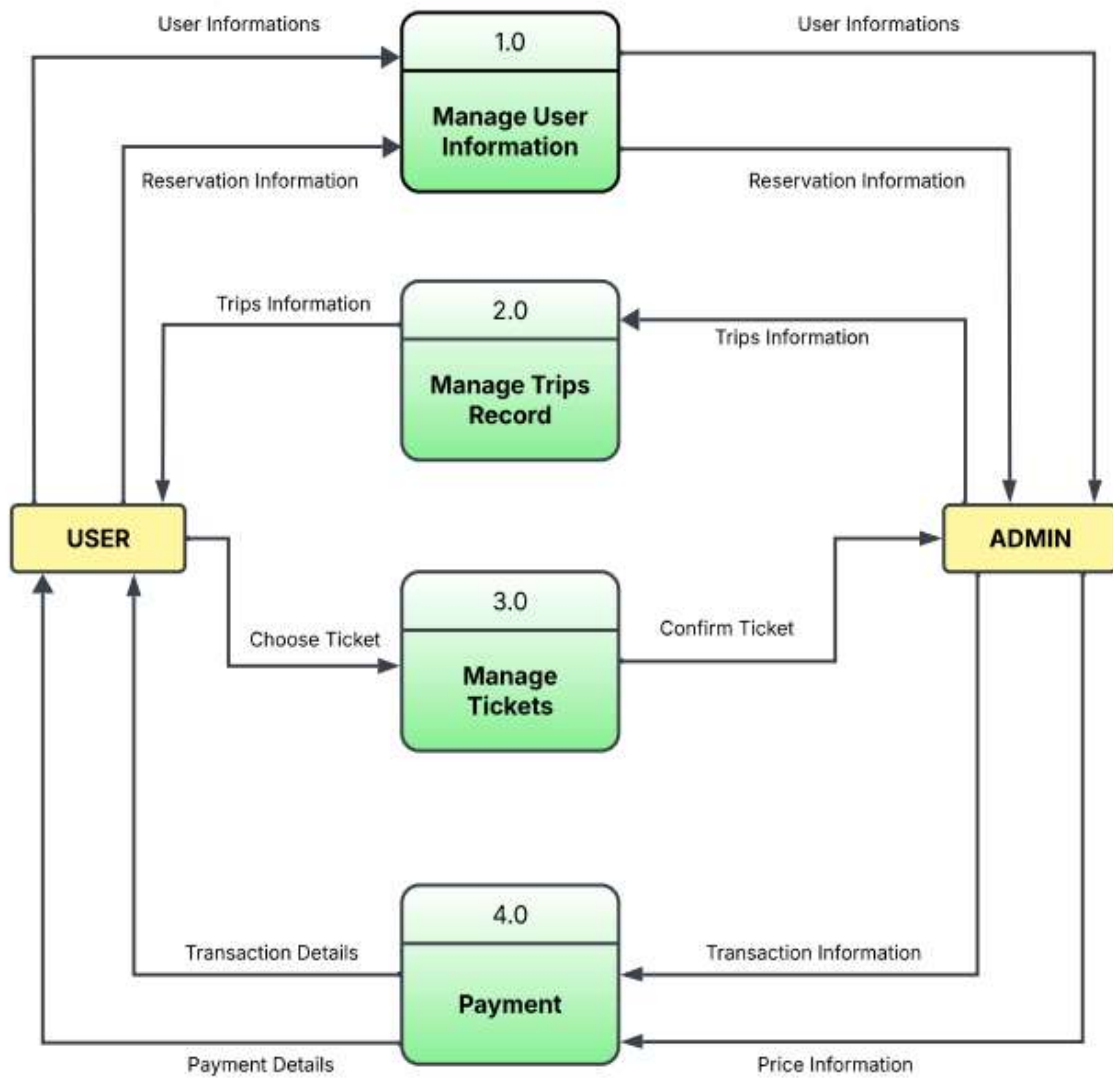 User Informations
1.0
User Informations
Manage User
Information
Reservation Information
Reservation Information
Trips Information
2.0
Trips Information
Manage Trips
Record
USER
ADMIN
3.0
Choose Ticket
Confirm Ticket
Manage
Tickets
4.0
Transaction Details
Transaction Information
Payment
Payment Details
Price Information